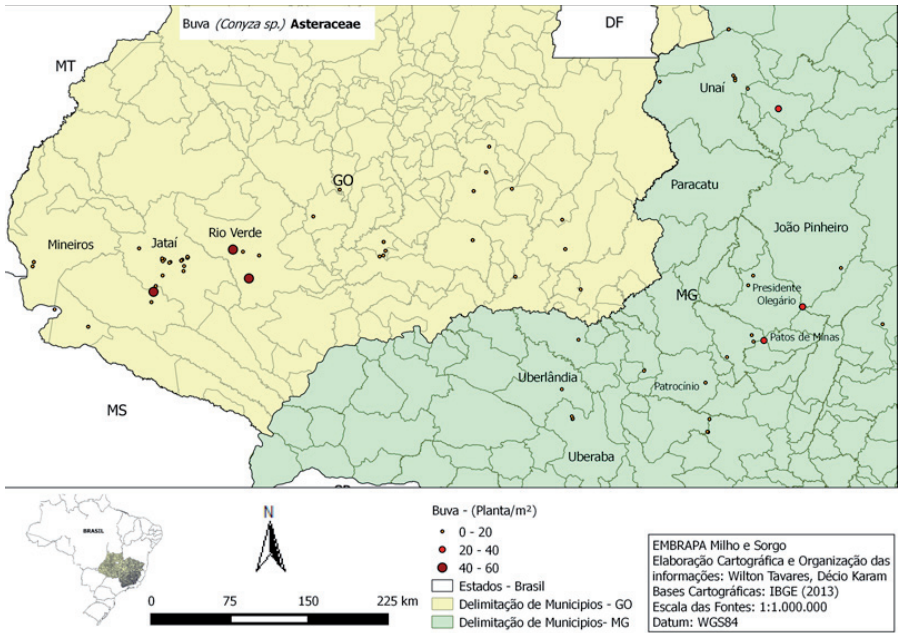 Buva (Conyza sp.) Asteraceae
DF
MT
Unaí
GO
Paracatu
Rio Verde
João Pinheiro
Mineiros
Jataí
MG
Presidente
Olegário
Patos de Minas
Uberlândia
Patrocínio
MS
Uberaba
BRASIL
N
0 75 150 225 km
Buva - (Planta/m²)
0 - 20
20 - 40
40 - 60
Estados - Brasil
Delimitação de Municipios - GO
Delimitação de Municipios- MG
EMBRAPA Milho e Sorgo
Elaboração Cartográfica e Organização das
informações: Wilton Tavares, Décio Karam
Bases Cartográficas: IBGE (2013)
Escala das Fontes: 1:1.000.000
Datum: WGS84